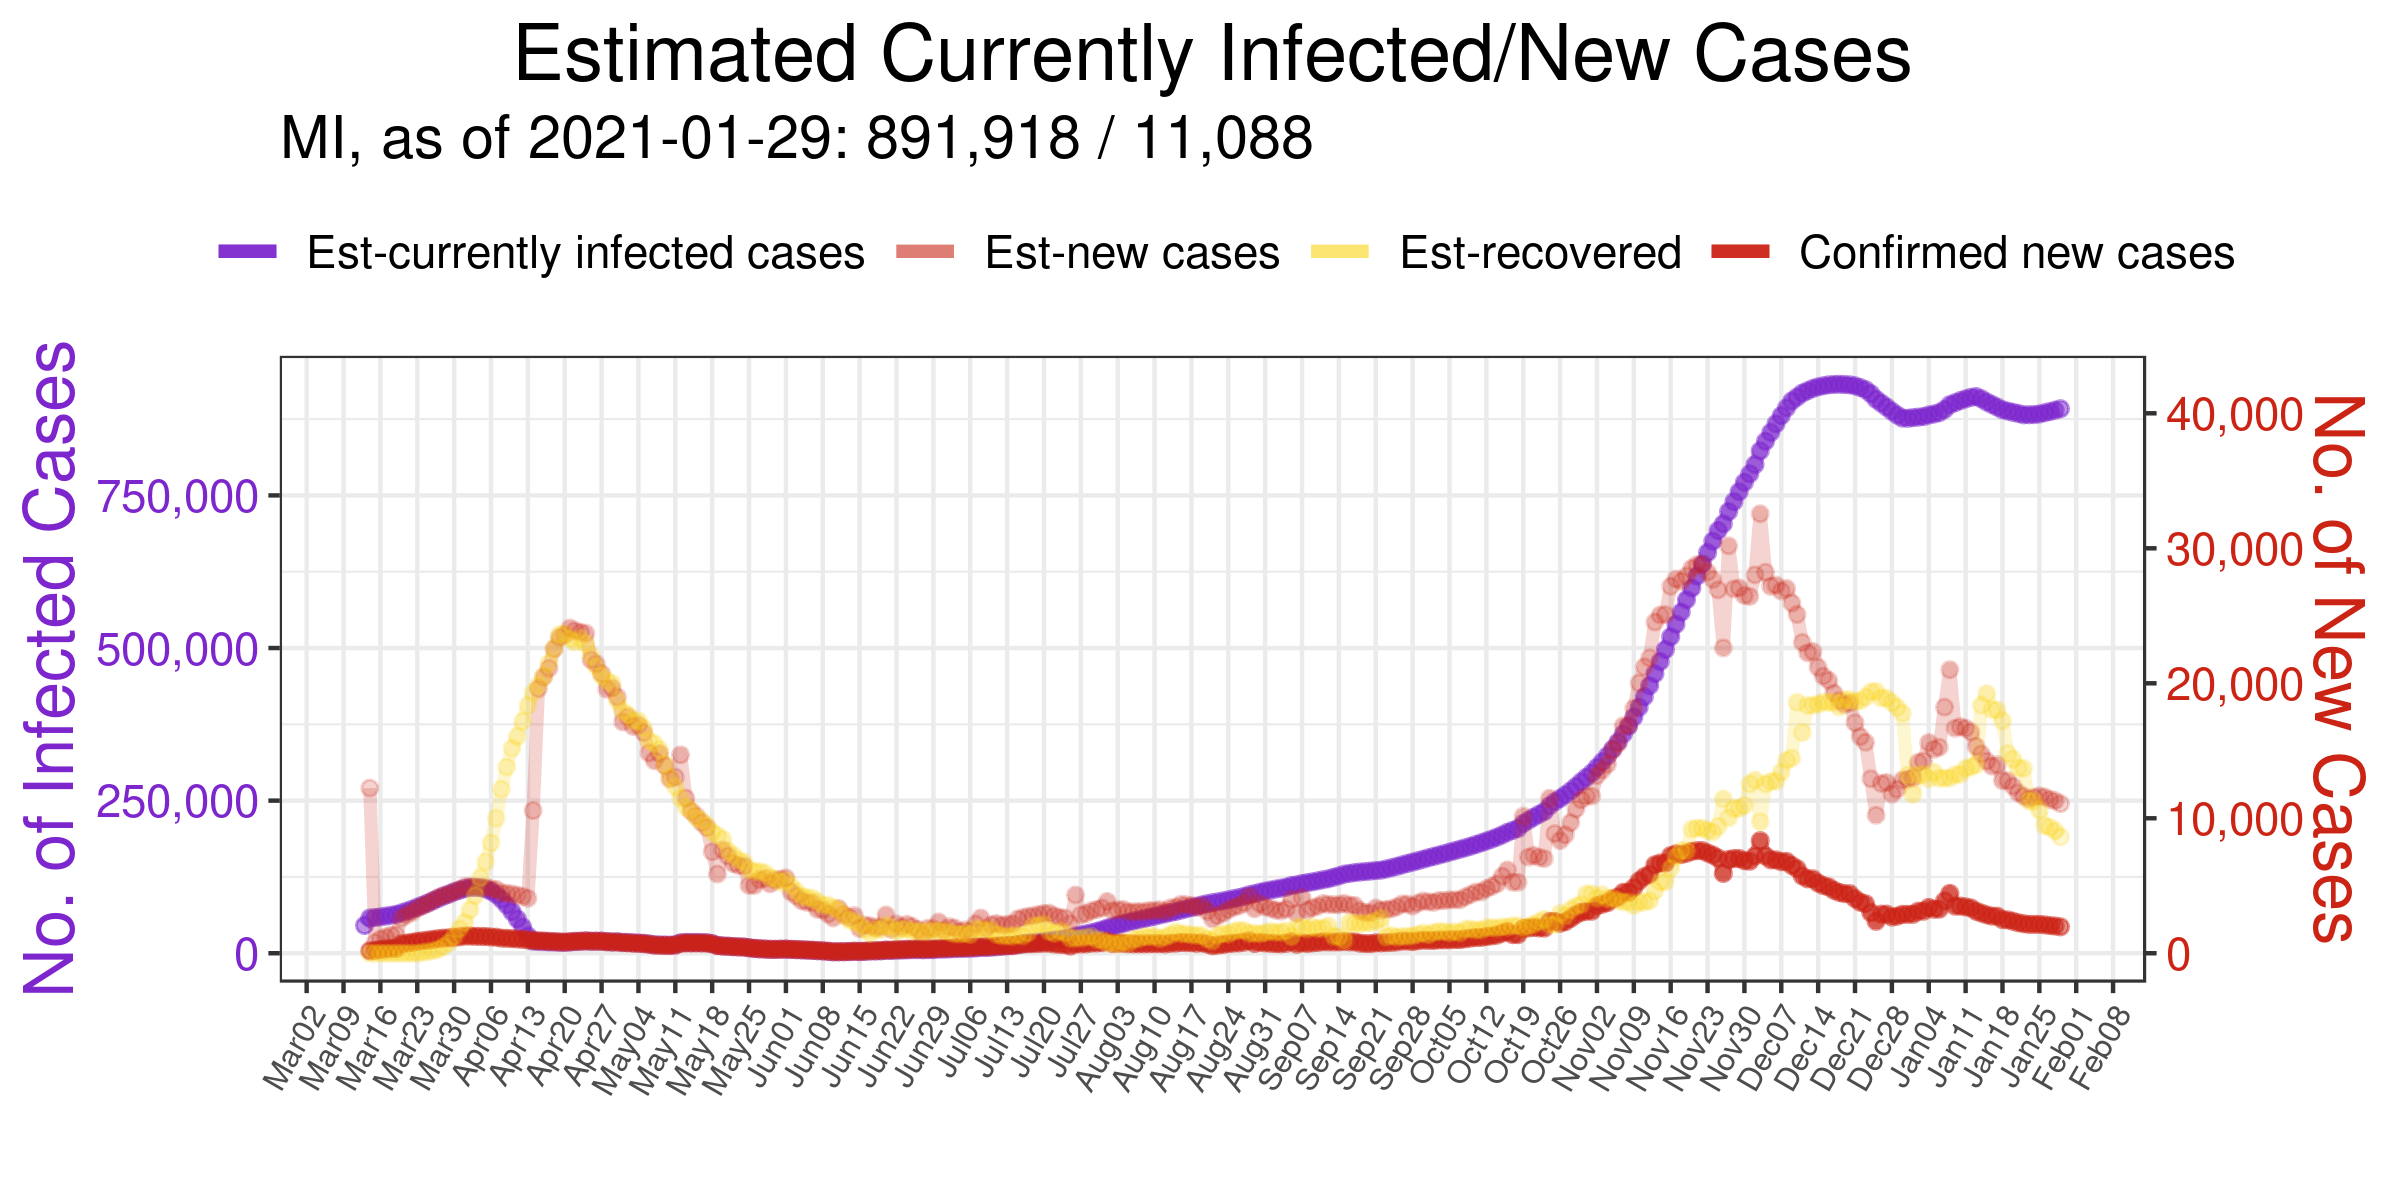 Estimated Currently Infected/New Cases
MI, as of 2021-01-29: 891,918 / 11,088
Est-currently infected cases Est-new cases Est-recovered Confirmed new cases
No. of Infected Cases
750,000
500,000
250,000
0
40,000
30,000
20,000
10,000
0
No. of New Cases
Mar02 Mar09 Mar16 Mar23 Mar30 Apr06 Apr13 Apr20 Apr27 May04 May11 May18 May25 Jun01 Jun08 Jun15 Jun22 Jun29 Jul06 Jul13 Jul20 Jul27 Aug03 Aug10 Aug17 Aug24 Aug31 Sep07 Sep14 Sep21 Sep28 Oct05 Oct12 Oct19 Oct26 Nov02 Nov09 Nov16 Nov23 Nov30 Dec07 Dec14 Dec21 Dec28 Jan04 Jan11 Jan18 Jan25 Feb01 Feb08